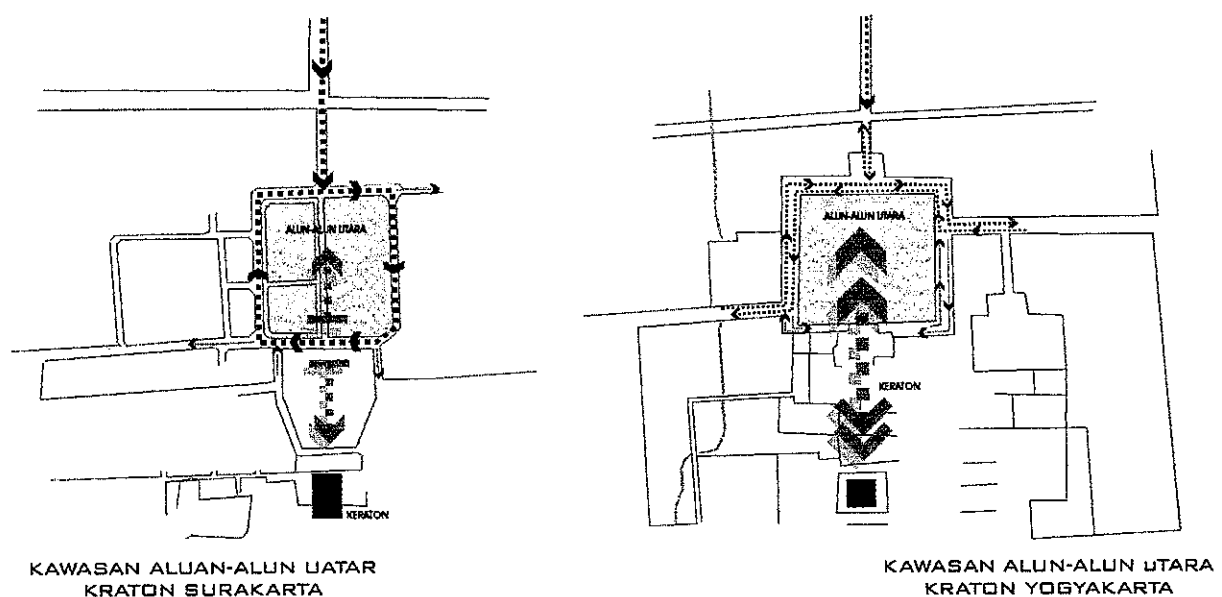 ALUN-ALUN UTARA
KERATON
KAWASAN ALUAN-ALUN UATAR
KRATON SURAKARTA
ALUN-ALUN UTARA
KERATON
KAWASAN ALUN-ALUN UTARA
KRATON YOGYAKARTA